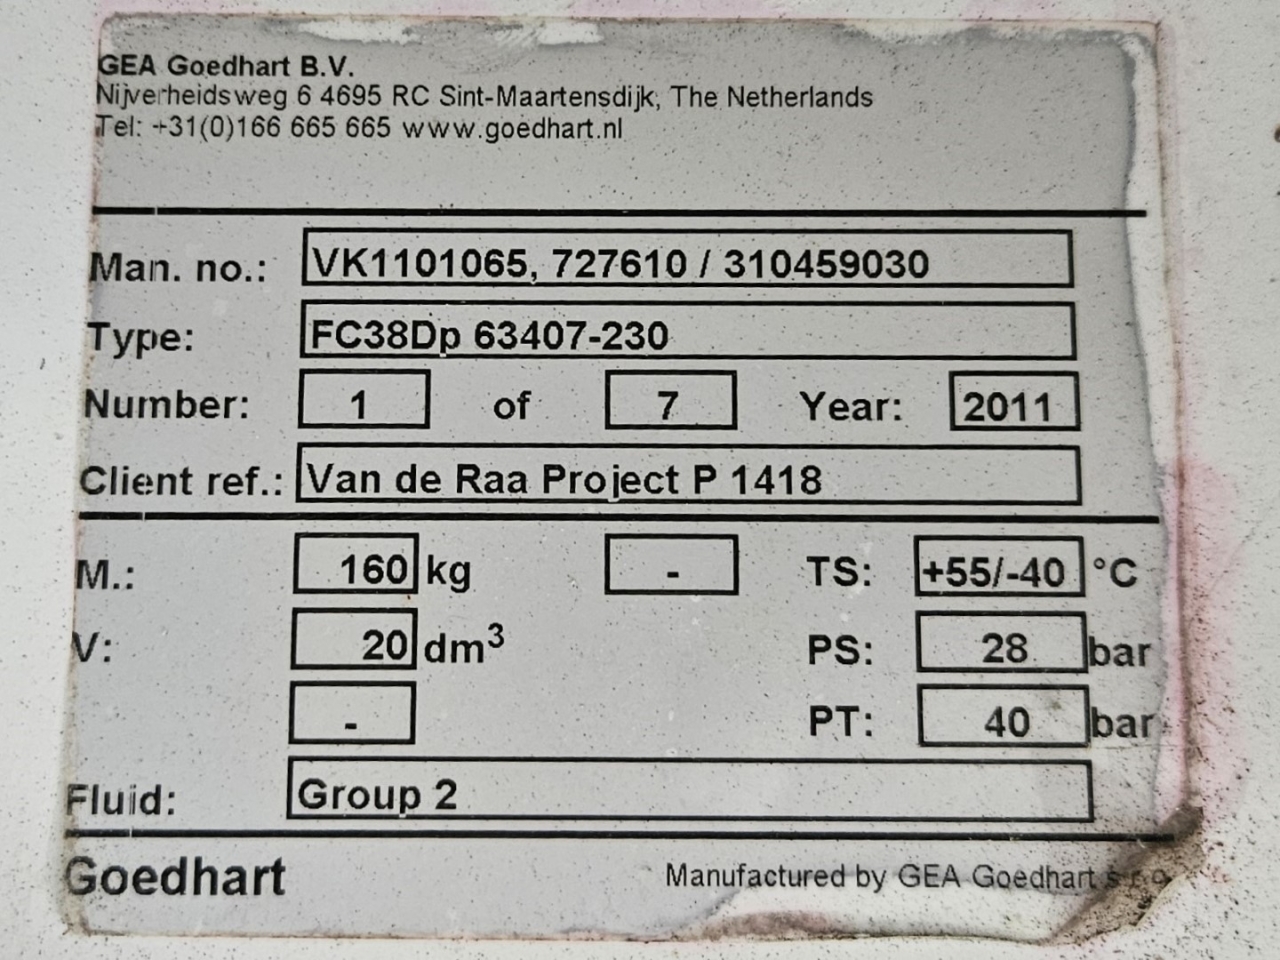 GEA Goedhart B.V.
Nijverheidsweg 6 4695 RC Sint-Maartensdijk, The Netherlands
Tel: +31(0)166 665 665 www.goedhart.nl
Man. no.: VK1101065, 727610 / 310459030
Type: FC38Dp 63407-230
Number: 1 of 7 Year: 2011
Client ref.: Van de Raa Project P 1418
M.: 160 kg - TS: +55/-40 °C
V: 20 dm³ PS: 28 bar
- PT: 40 bar
Fluid: Group 2
Goedhart Manufactured by GEA Goedhart s.r.o.